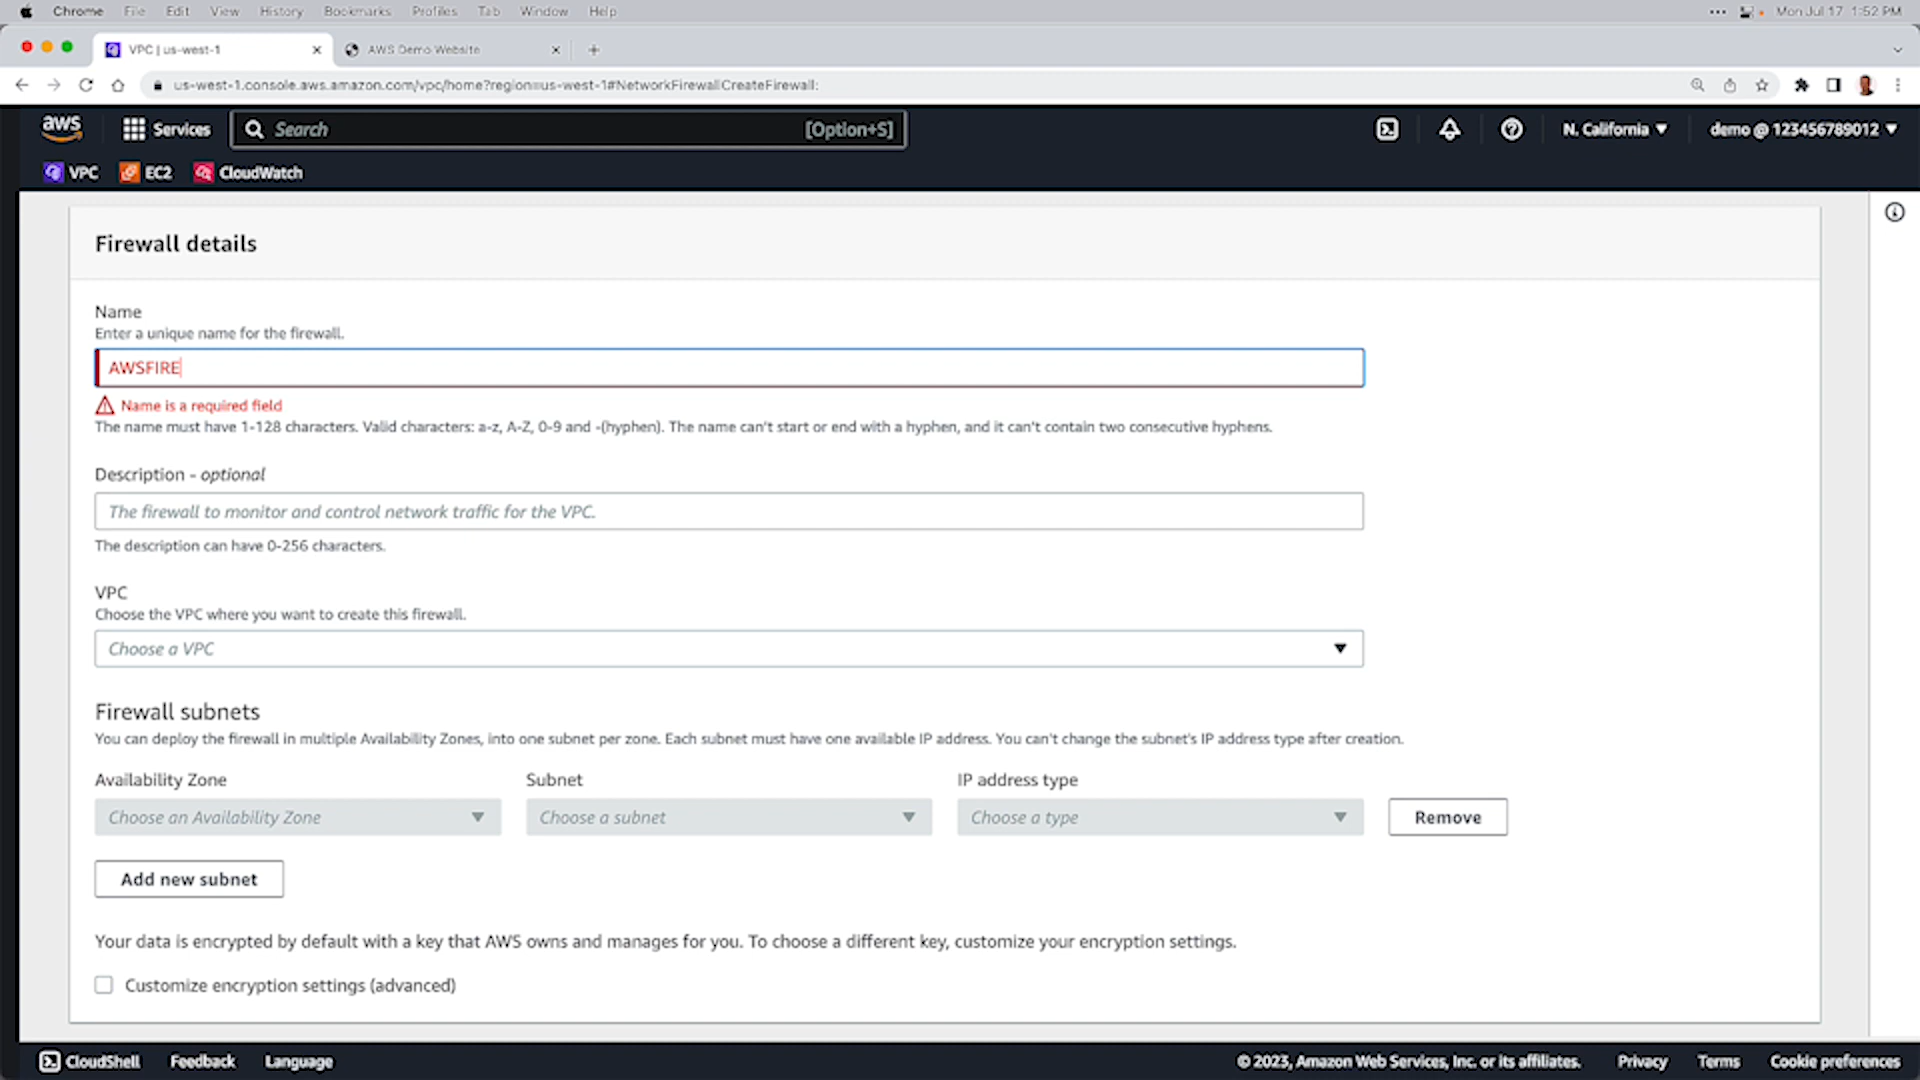 Chrome File Edit View History Bookmarks Profiles Tab Window Help Mon Jul 17 1:52 PM
VPC | us-west-1 AWS Demo Website
us-west-1.console.aws.amazon.com/vpc/home?region=us-west-1#NetworkFirewallCreateFirewall:
aws Services Search [Option+S] N. California demo @ 123456789012
VPC EC2 CloudWatch
Firewall details
Name
Enter a unique name for the firewall.
AWSFIRE
Name is a required field
The name must have 1-128 characters. Valid characters: a-z, A-Z, 0-9 and -(hyphen). The name can't start or end with a hyphen, and it can't contain two consecutive hyphens.
Description - optional
The firewall to monitor and control network traffic for the VPC.
The description can have 0-256 characters.
VPC
Choose the VPC where you want to create this firewall.
Choose a VPC
Firewall subnets
You can deploy the firewall in multiple Availability Zones, into one subnet per zone. Each subnet must have one available IP address. You can't change the subnet's IP address type after creation.
Availability Zone Subnet IP address type
Choose an Availability Zone Choose a subnet Choose a type Remove
Add new subnet
Your data is encrypted by default with a key that AWS owns and manages for you. To choose a different key, customize your encryption settings.
Customize encryption settings (advanced)
CloudShell Feedback Language © 2023, Amazon Web Services, Inc. or its affiliates. Privacy Terms Cookie preferences